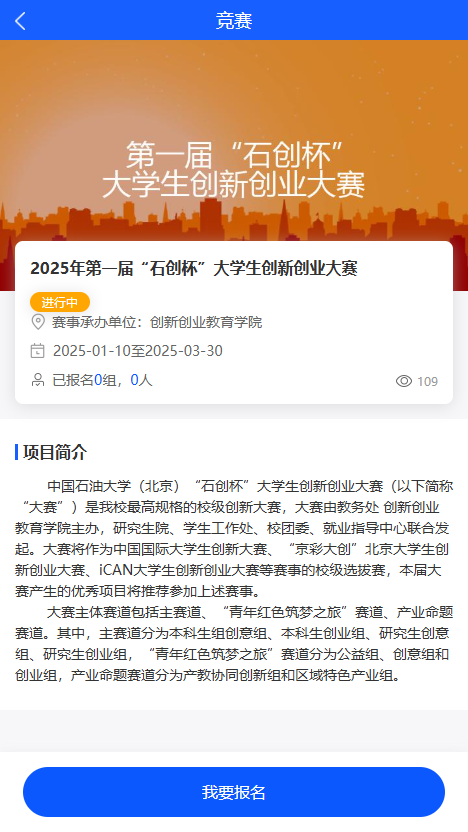 竞赛
第一届“石创杯”
大学生创新创业大赛
2025年第一届“石创杯”大学生创新创业大赛
进行中
赛事承办单位：创新创业教育学院
2025-01-10至2025-03-30
已报名0组，0人
109
项目简介
中国石油大学（北京）“石创杯”大学生创新创业大赛（以下简称
“大赛”）是我校最高规格的校级创新大赛，大赛由教务处 创新创业
教育学院主办，研究生院、学生工作处、校团委、就业指导中心联合发
起。大赛将作为中国国际大学生创新大赛、“京彩大创”北京大学生创
新创业大赛、iCAN大学生创新创业大赛等赛事的校级选拔赛，本届大
赛产生的优秀项目将推荐参加上述赛事。
大赛主体赛道包括主赛道、“青年红色筑梦之旅”赛道、产业命题
赛道。其中，主赛道分为本科生组创意组、本科生创业组、研究生创意
组、研究生创业组，“青年红色筑梦之旅”赛道分为公益组、创意组和
创业组，产业命题赛道分为产教协同创新组和区域特色产业组。
我要报名